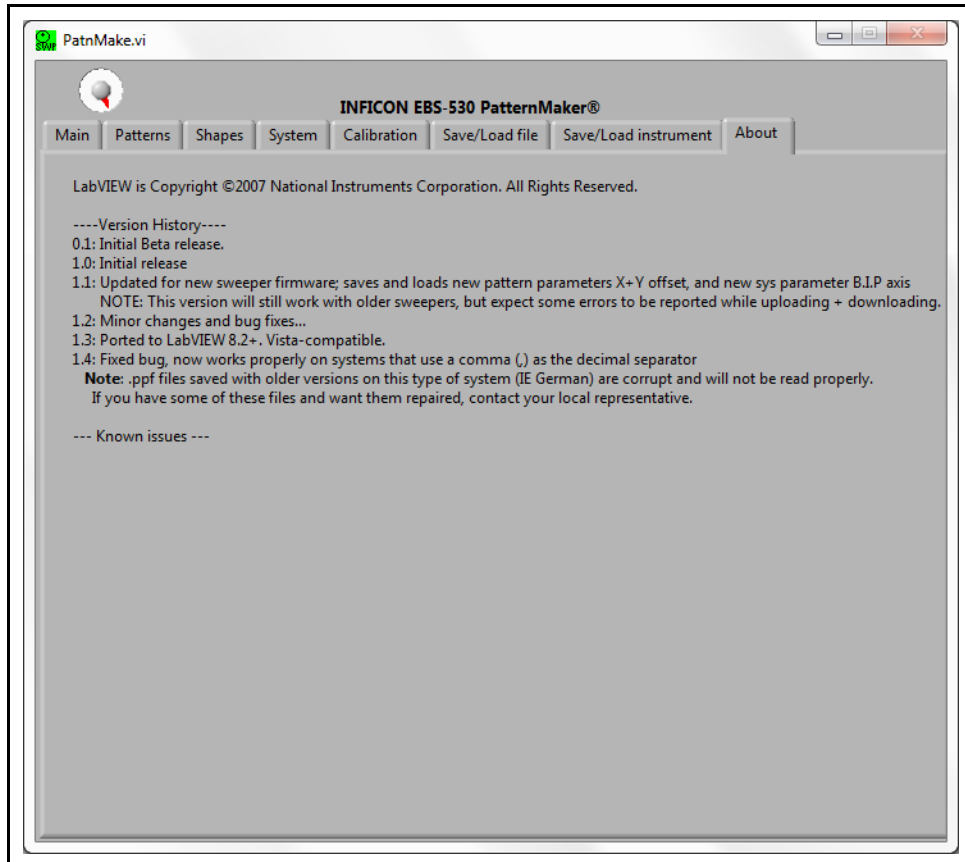 PatnMake.vi
INFICON EBS-530 PatternMaker®
Main Patterns Shapes System Calibration Save/Load file Save/Load instrument About
LabVIEW is Copyright ©2007 National Instruments Corporation. All Rights Reserved.
----Version History----
0.1: Initial Beta release.
1.0: Initial release
1.1: Updated for new sweeper firmware; saves and loads new pattern parameters X+Y offset, and new sys parameter B.I.P axis
NOTE: This version will still work with older sweepers, but expect some errors to be reported while uploading + downloading.
1.2: Minor changes and bug fixes...
1.3: Ported to LabVIEW 8.2+. Vista-compatible.
1.4: Fixed bug, now works properly on systems that use a comma (,) as the decimal separator
Note: .ppf files saved with older versions on this type of system (IE German) are corrupt and will not be read properly.
If you have some of these files and want them repaired, contact your local representative.
--- Known issues ---